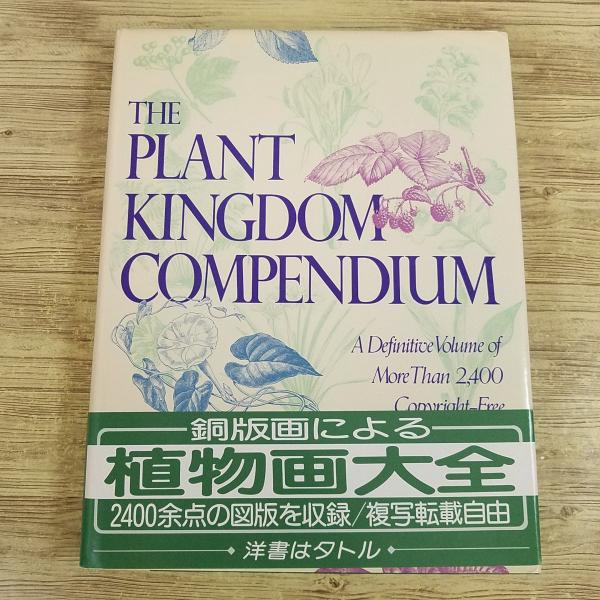 THE
PLANT
KINGDOM
COMPENDIUM
A Definitive Volume of
More Than 2,400
Copyright-Free
銅版画による
植物画大全
2400余点の図版を収録/複写転載自由
洋書はタトル